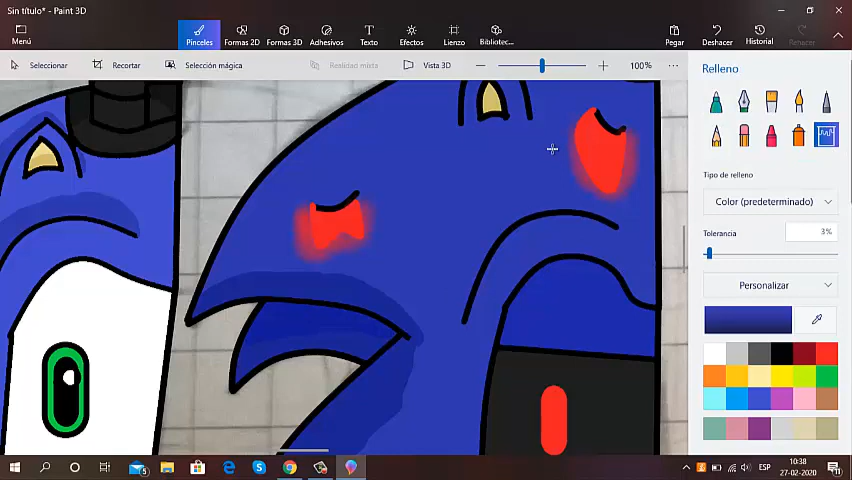 Sin título* - Paint 3D
Menú
Pinceles
Formas 2D
Formas 3D
Adhesivos
Texto
Efectos
Lienzo
Bibliotec...
Pegar
Deshacer
Historial
Rehacer
Seleccionar
Recortar
Selección mágica
Realidad mixta
Vista 3D
100%
Relleno
Tipo de relleno
Color (predeterminado)
Tolerancia
3%
Personalizar
5
ESP
10:38
27-02-2020
11